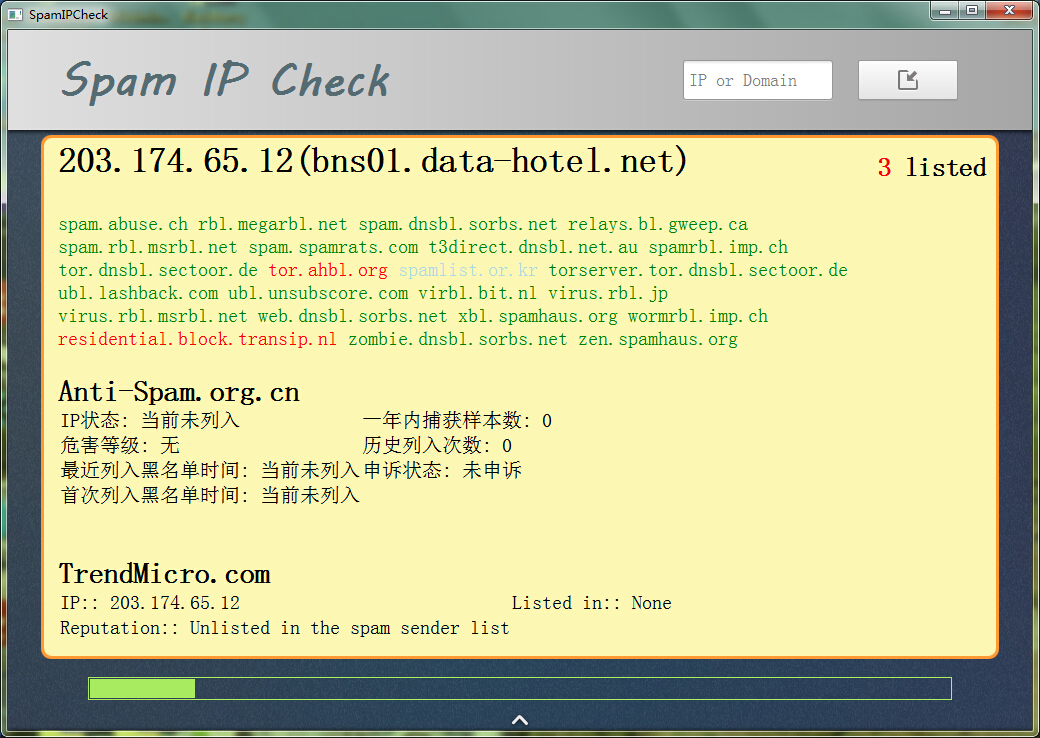 SpamIPCheck
Spam IP Check
IP or Domain
203.174.65.12(bns01.data-hotel.net)
3 listed
spam.abuse.ch rbl.megarbl.net spam.dnsbl.sorbs.net relays.bl.gweep.ca
spam.rbl.msrbl.net spam.spamrats.com t3direct.dnsbl.net.au spamrbl.imp.ch
tor.dnsbl.sectoor.de tor.ahbl.org spamlist.or.kr torserver.tor.dnsbl.sectoor.de
ubl.lashback.com ubl.unsubscore.com virbl.bit.nl virus.rbl.jp
virus.rbl.msrbl.net web.dnsbl.sorbs.net xbl.spamhaus.org wormrbl.imp.ch
residential.block.transip.nl zombie.dnsbl.sorbs.net zen.spamhaus.org
Anti-Spam.org.cn
IP状态: 当前未列入 一年内捕获样本数: 0
危害等级: 无 历史列入次数: 0
最近列入黑名单时间: 当前未列入 申诉状态: 未申诉
首次列入黑名单时间: 当前未列入
TrendMicro.com
IP:: 203.174.65.12 Listed in:: None
Reputation:: Unlisted in the spam sender list